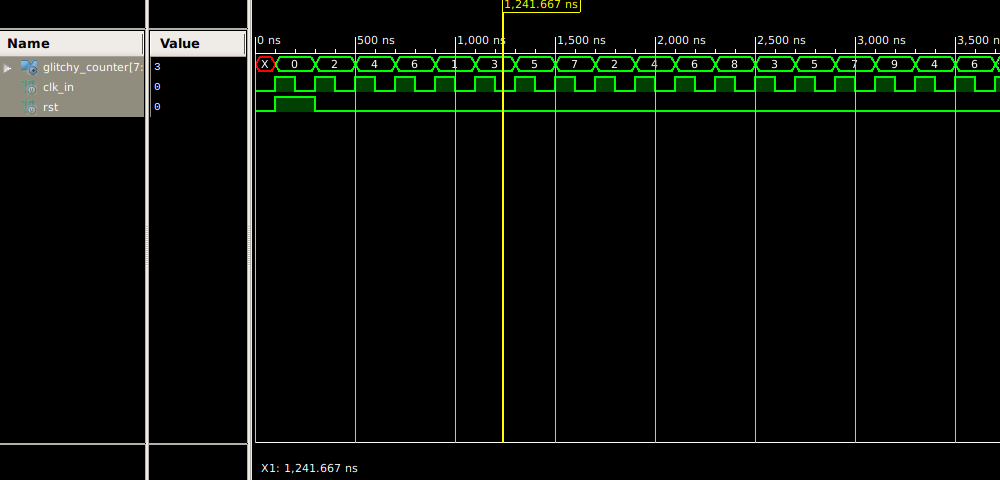 1,241.667 ns
Name Value 0 ns 500 ns 1,000 ns 1,500 ns 2,000 ns 2,500 ns 3,000 ns 3,500 n
glitchy_counter[7: 3 X 0 2 4 6 1 3 5 7 2 4 6 8 3 5 7 9 4 6
clk_in 0
rst 0
X1: 1,241.667 ns